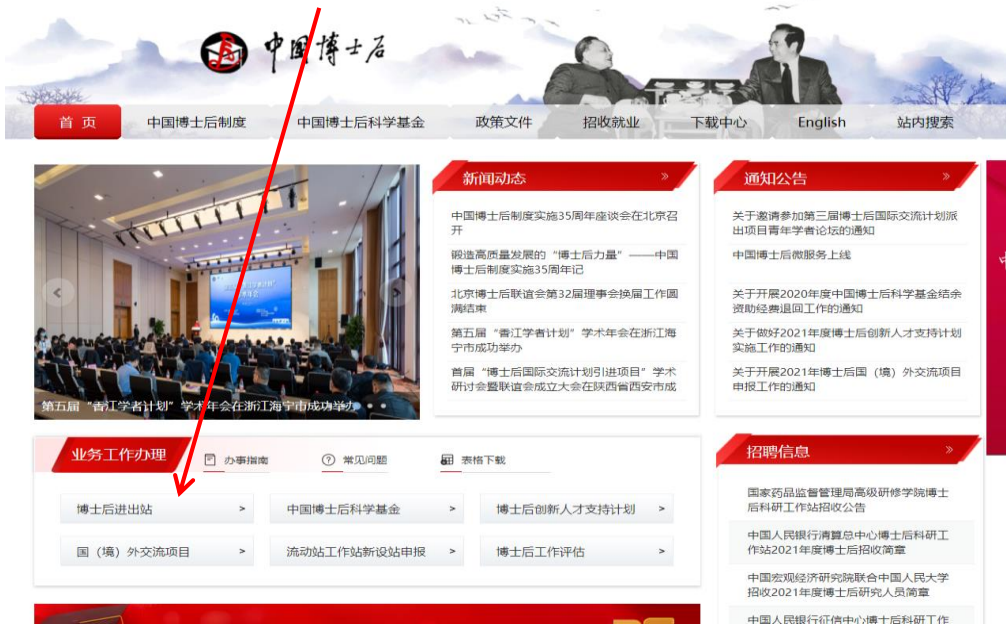 中国博士后
首 页
中国博士后制度
中国博士后科学基金
政策文件
招收就业
下载中心
English
站内搜索
第五届“香江学者计划”学术年会在浙江海宁市成功举办
新闻动态
中国博士后制度实施35周年座谈会在北京召
开
锻造高质量发展的“博士后力量”——中国
博士后制度实施35周年记
北京博士后联谊会第32届理事会换届工作圆
满结束
第五届“香江学者计划”学术年会在浙江海
宁市成功举办
首届“博士后国际交流计划引进项目”学术
研讨会暨联谊会成立大会在陕西省西安市成
通知公告
关于邀请参加第三届博士后国际交流计划派
出项目青年学者论坛的通知
中国博士后微服务上线
关于开展2020年度中国博士后科学基金结余
资助经费退回工作的通知
关于做好2021年度博士后创新人才支持计划
实施工作的通知
关于开展2021年博士后国（境）外交流项目
申报工作的通知
业务工作办理
办事指南
常见问题
表格下载
博士后进出站 >
中国博士后科学基金 >
博士后创新人才支持计划 >
国（境）外交流项目 >
流动站工作站新设站申报 >
博士后工作评估 >
招聘信息
国家药品监督管理局高级研修学院博士
后科研工作站招收公告
中国人民银行清算总中心博士后科研工
作站2021年度博士后招收简章
中国宏观经济研究院联合中国人民大学
招收2021年度博士后研究人员简章
中国人民银行征信中心博士后科研工作